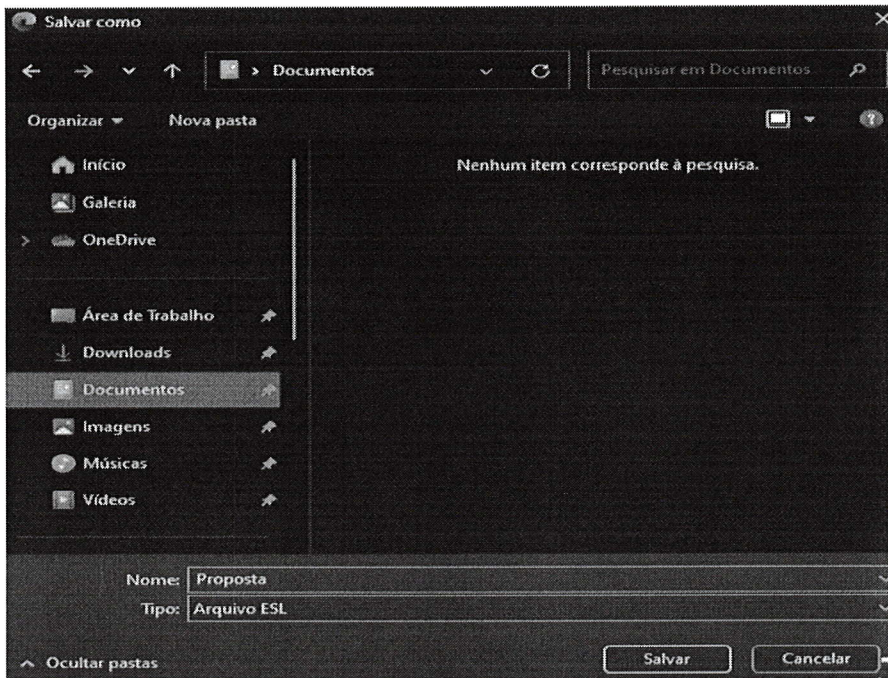 Salvar como
Documentos
Pesquisar em Documentos
Organizar
Nova pasta
Início
Galeria
OneDrive
Área de Trabalho
Downloads
Documentos
Imagens
Músicas
Vídeos
Nenhum item corresponde à pesquisa.
Nome: Proposta
Tipo: Arquivo ESL
Ocultar pastas
Salvar
Cancelar